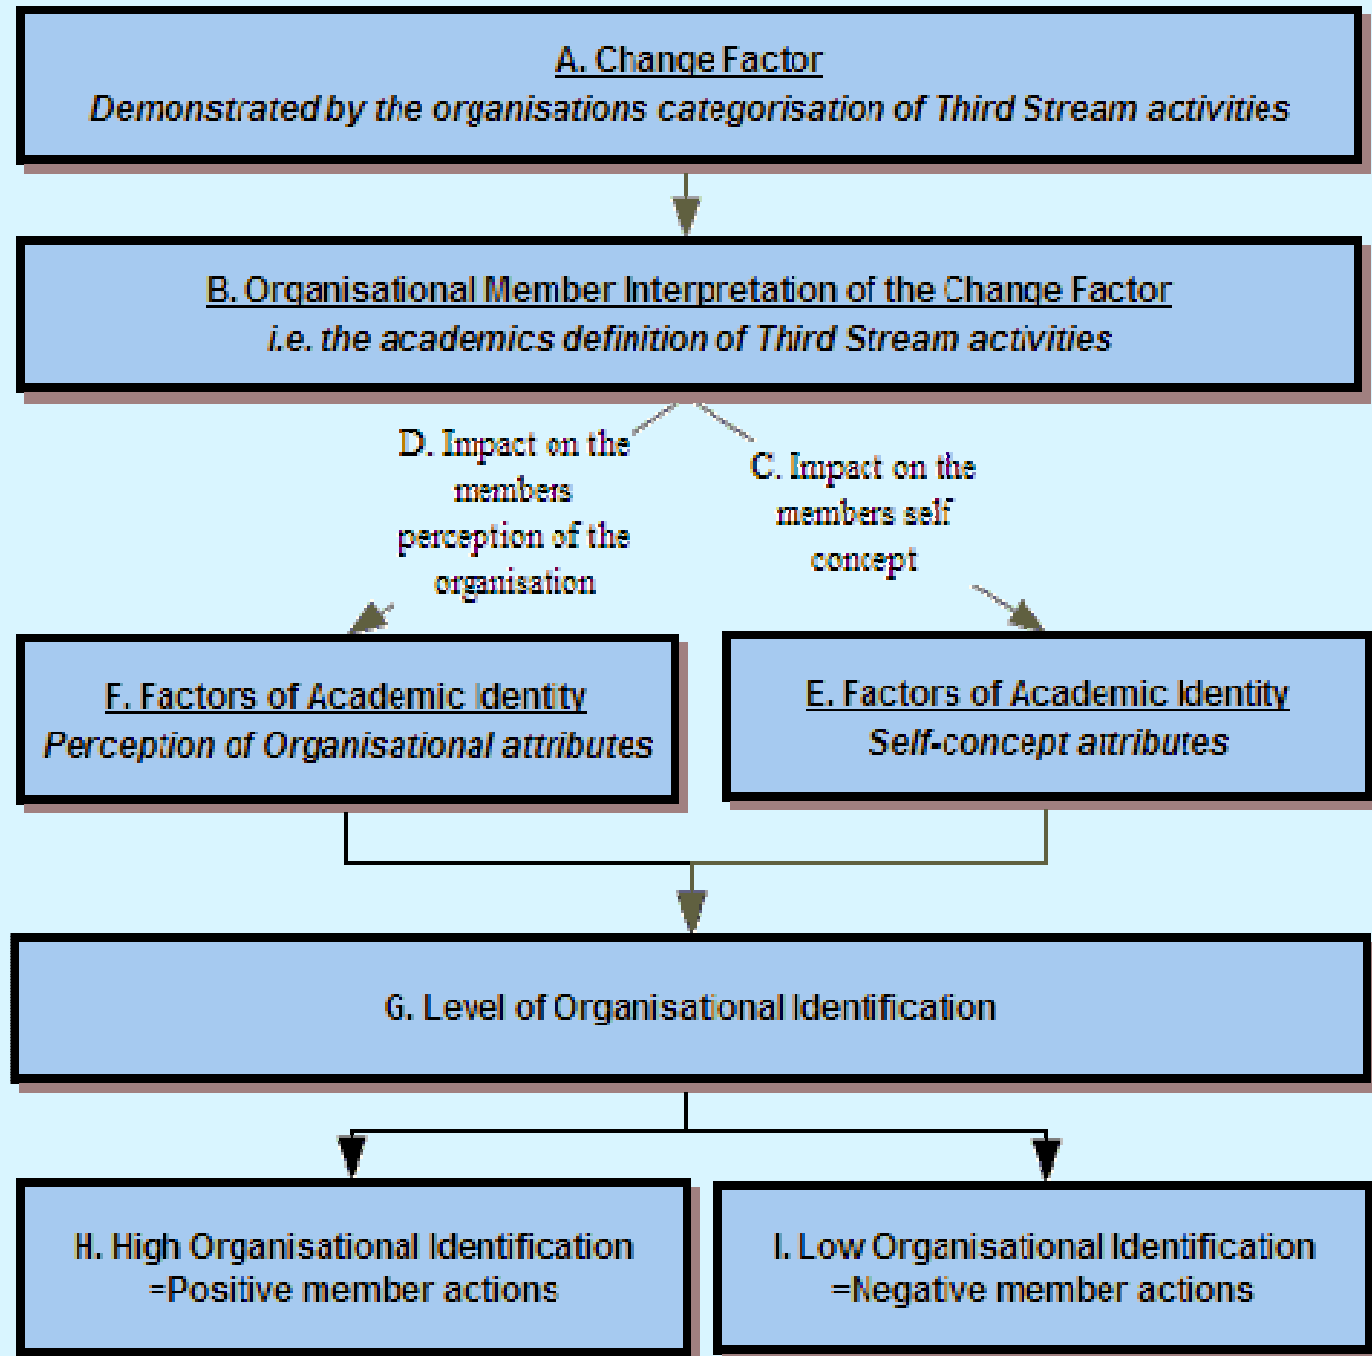 A. Change Factor
Demonstrated by the organisations categorisation of Third Stream activities
B. Organisational Member Interpretation of the Change Factor
i.e. the academics definition of Third Stream activities
D. Impact on the
members
perception of the
organisation
C. Impact on the
members self
concept
F. Factors of Academic Identity
Perception of Organisational attributes
E. Factors of Academic Identity
Self-concept attributes
G. Level of Organisational Identification
H. High Organisational Identification
=Positive member actions
I. Low Organisational Identification
=Negative member actions